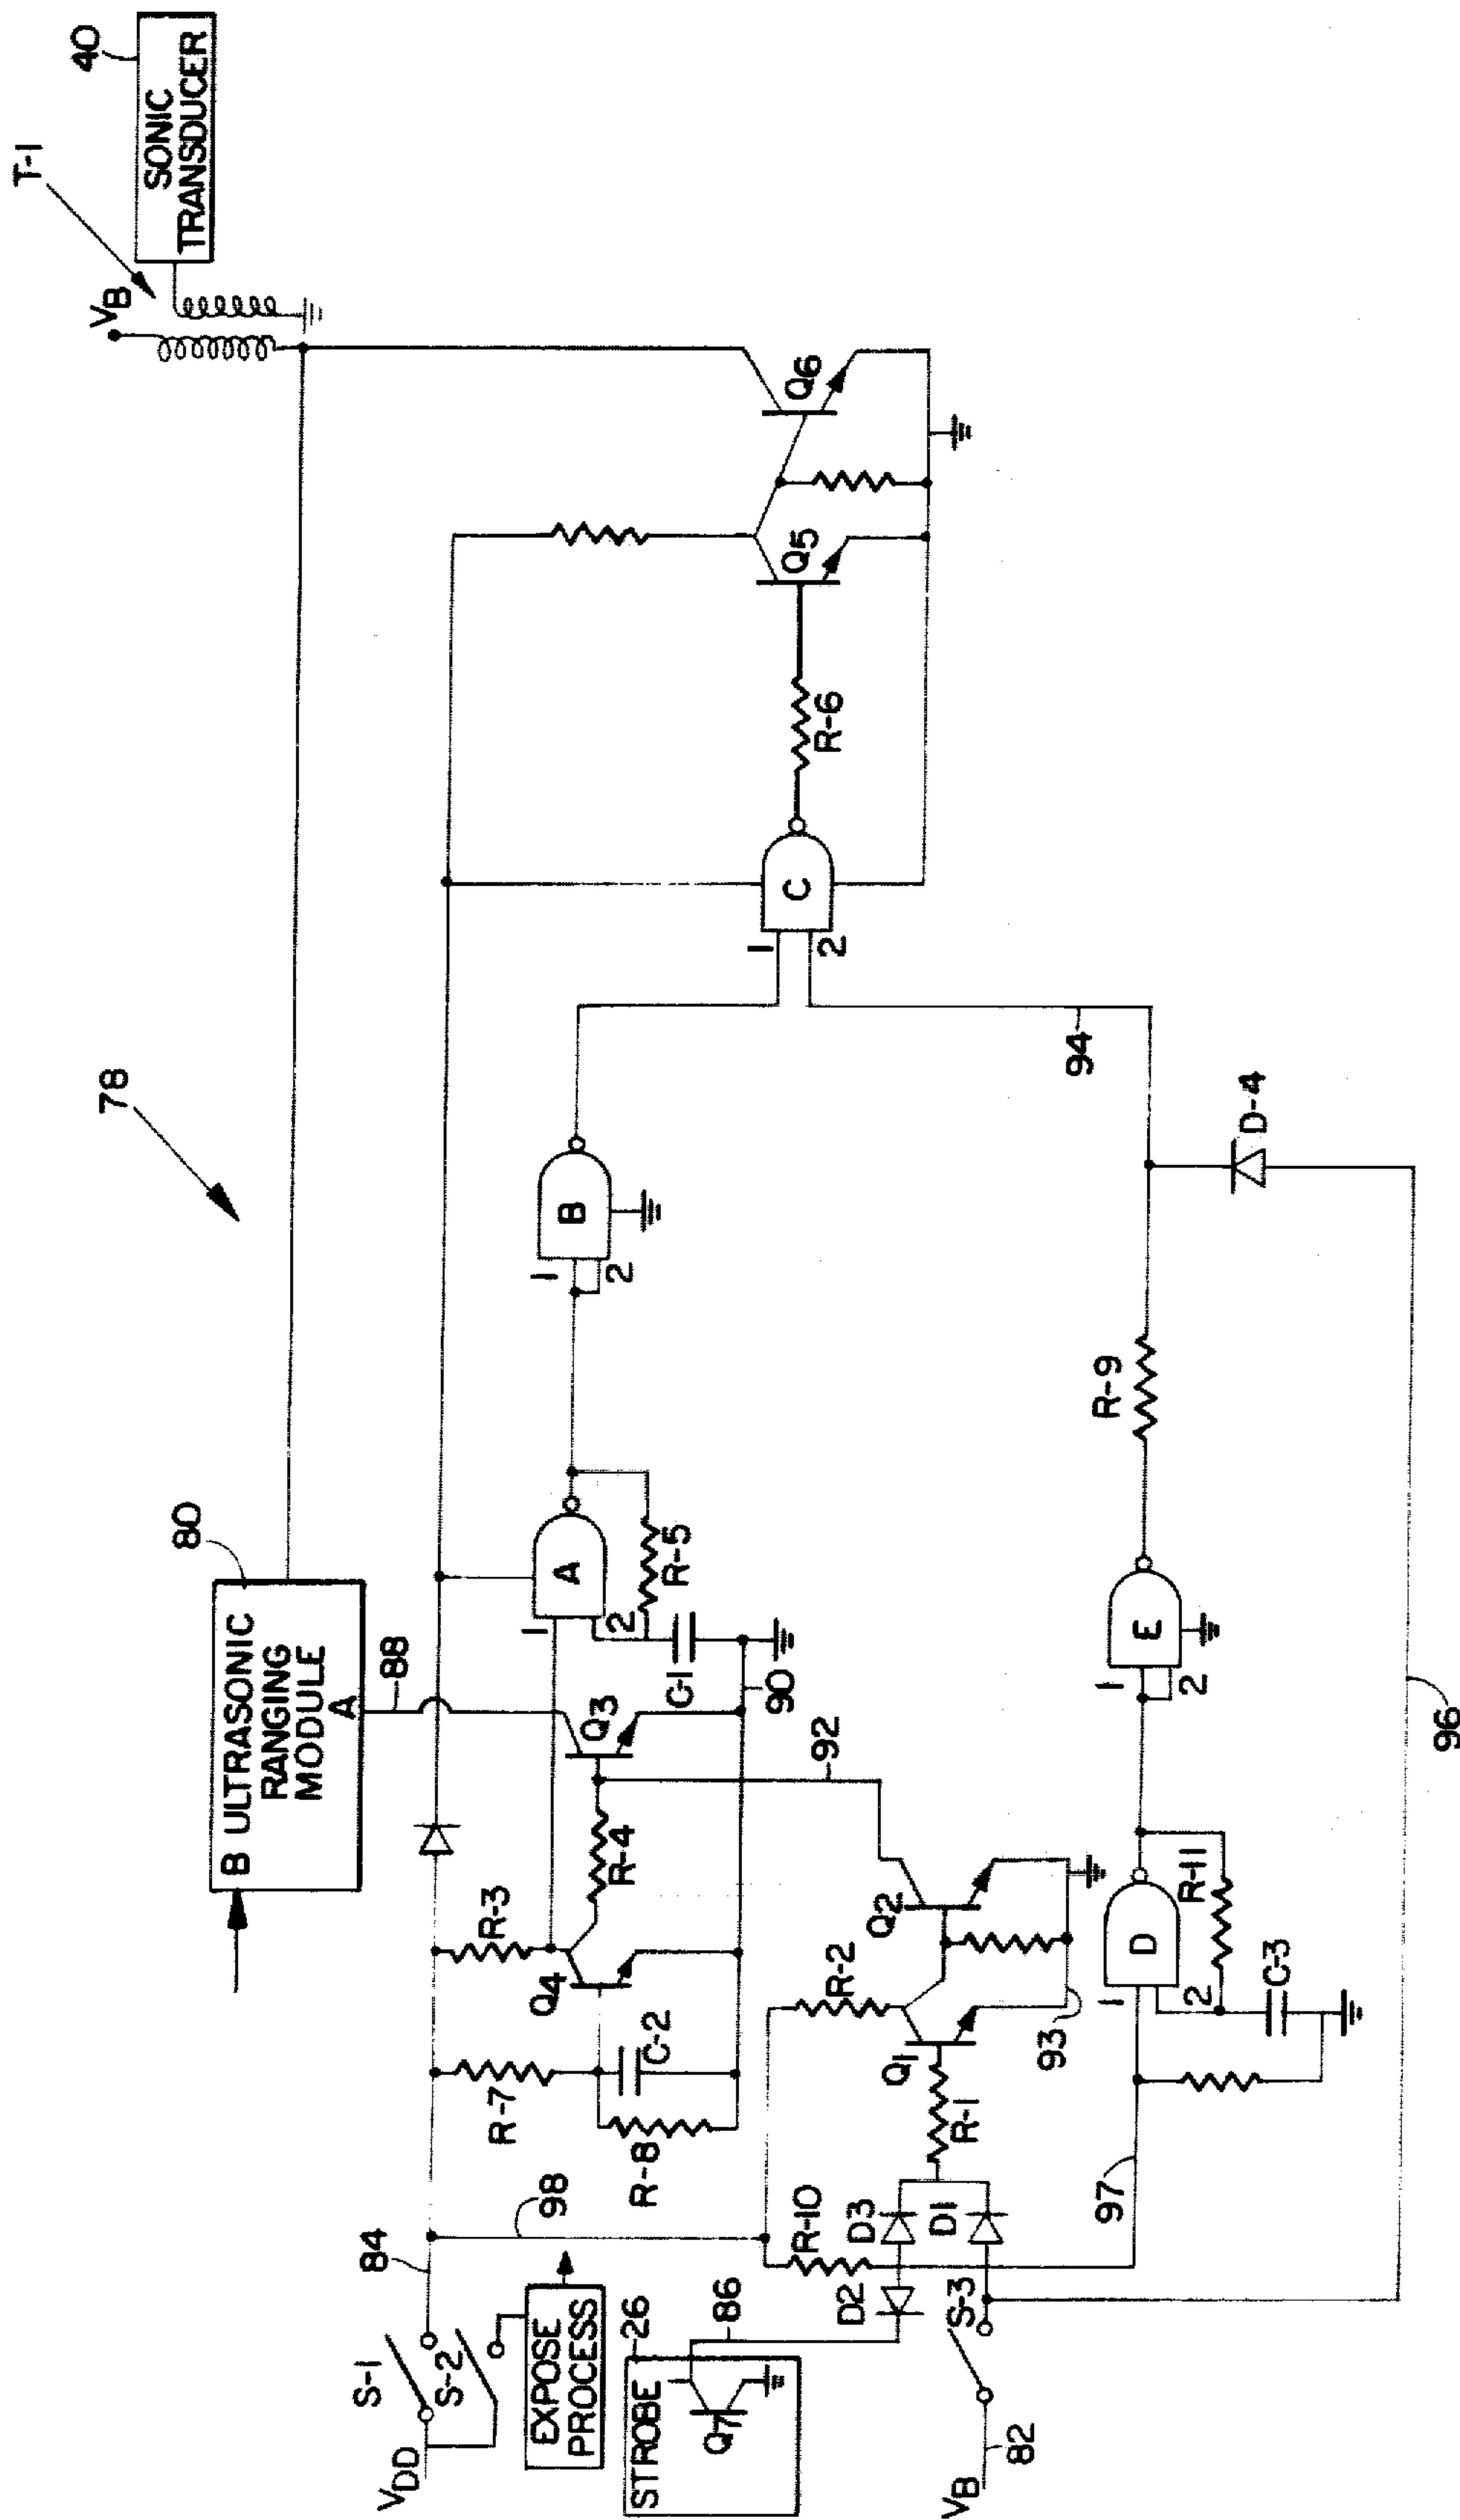 40
SONIC
TRANSDUCER
T-1
VB
78
80
B ULTRASONIC
RANGING
MODULE
A
88
Q6
Q5
R-6
C
1
2
94
B
1
2
A
1
2
R-5
C-1
90
Q3
92
R-4
R-3
Q4
R-7
C-2
R-8
98
84
S-1
S-2
VDD
EXPOSE
PROCESS
26
STROBE
Q7
86
D2
D3
D1
R-10
R-1
R-2
Q1
Q2
93
S-3
82
VB
97
D
1
2
R-11
C-3
E
1
2
R-9
D-4
96